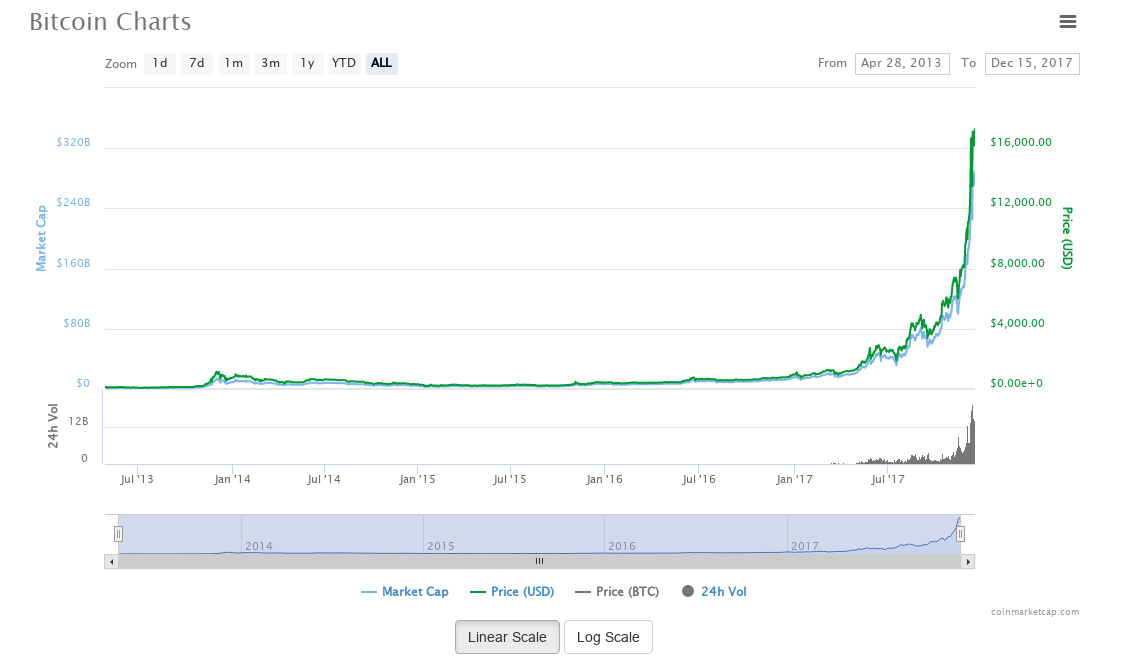 Bitcoin Charts
Zoom 1d 7d 1m 3m 1y YTD ALL From Apr 28, 2013 To Dec 15, 2017
$320B $16,000.00
$240B $12,000.00
Market Cap Price (USD)
$160B $8,000.00
$80B $4,000.00
$0 $0.00e+0
24h Vol
12B
0
Jul '13 Jan '14 Jul '14 Jan '15 Jul '15 Jan '16 Jul '16 Jan '17 Jul '17
2014 2015 2016 2017
Market Cap Price (USD) Price (BTC) 24h Vol
coinmarketcap.com
Linear Scale Log Scale